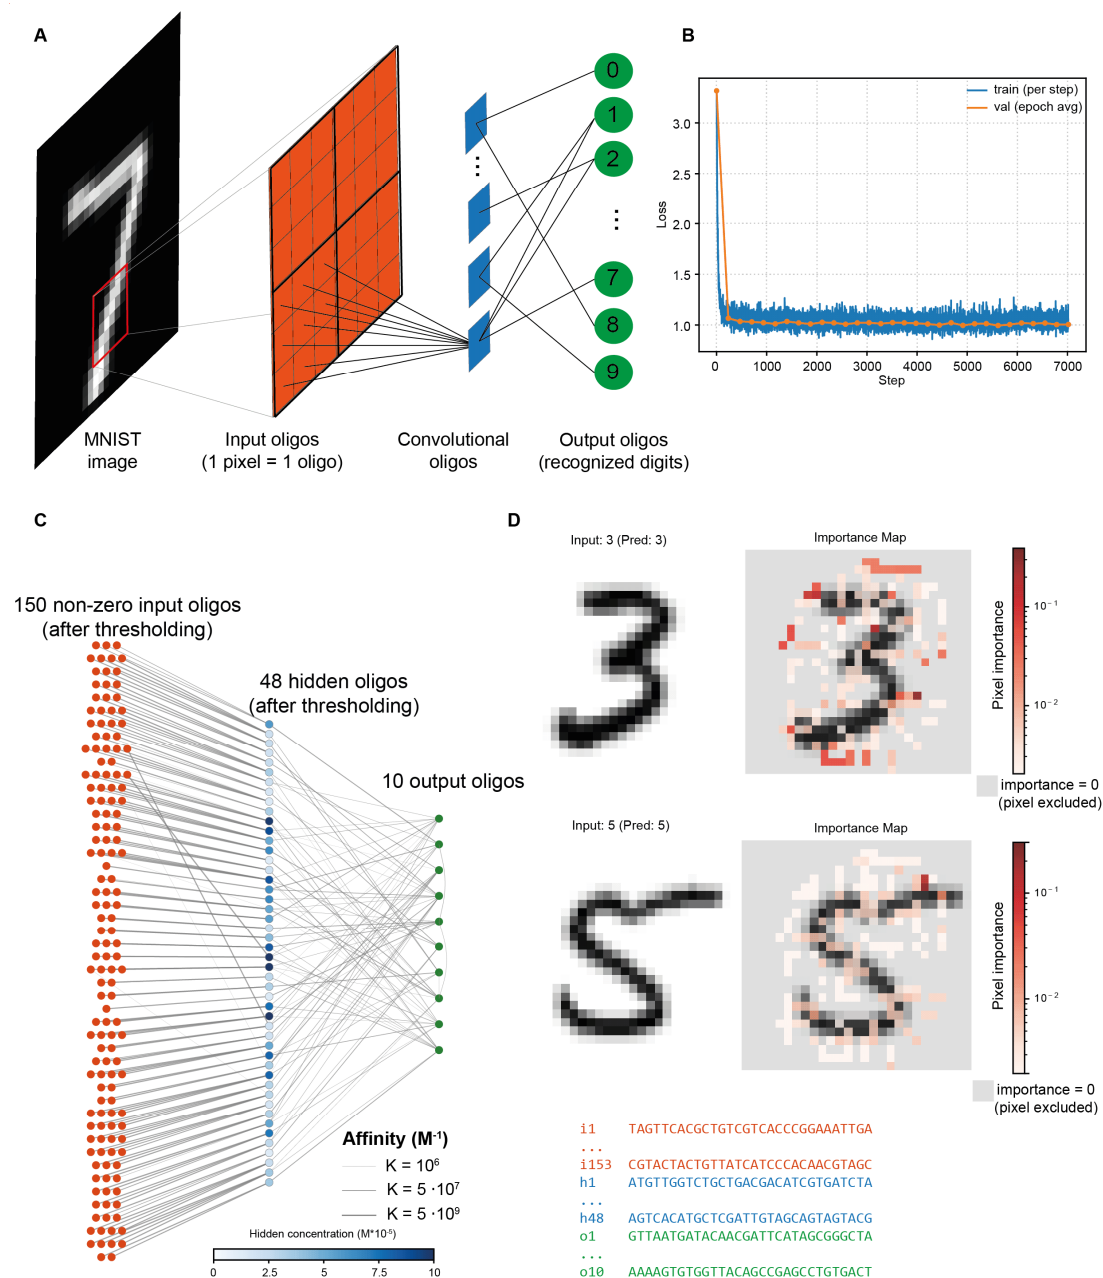 A
0
1
2
⋮
7
8
9
MNIST
image
Input oligos
(1 pixel = 1 oligo)
Convolutional
oligos
Output oligos
(recognized digits)
B
train (per step)
val (epoch avg)
Loss
3.0
2.5
2.0
1.5
1.0
0 1000 2000 3000 4000 5000 6000 7000
Step
C
150 non-zero input oligos
(after thresholding)
48 hidden oligos
(after thresholding)
10 output oligos
Affinity (M⁻¹)
K = 10⁶
K = 5 ·10⁷
K = 5 ·10⁹
Hidden concentration (M*10⁻⁵)
0 2.5 5 7.5 10
D
Input: 3 (Pred: 3)
Importance Map
Pixel importance
10⁻¹
10⁻²
importance = 0
(pixel excluded)
Input: 5 (Pred: 5)
Importance Map
Pixel importance
10⁻¹
10⁻²
importance = 0
(pixel excluded)
i1 TAGTTCACGCTGTCGTCACCCGGAAATTGA
...
i153 CGTACTACTGTTATCATCCCACAACGTAGC
h1 ATGTTGGTCTGCTGACGACATCGTGATCTA
...
h48 AGTCACATGCTCGATTGTAGCAGTAGTACG
o1 GTTAATGATACAACGATTCATAGCGGGCTA
...
o10 AAAAGTGTGGTTACAGCCGAGCCTGTGACT